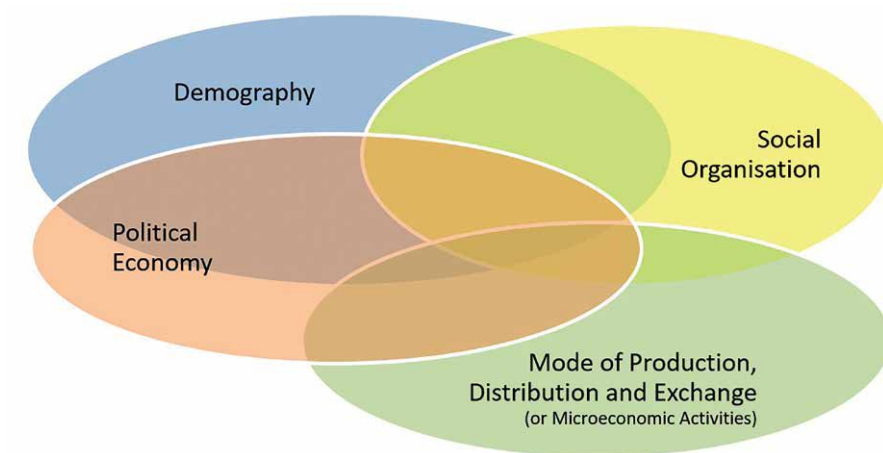 Demography
Social
Organisation
Political
Economy
Mode of Production,
Distribution and Exchange
(or Microeconomic Activities)